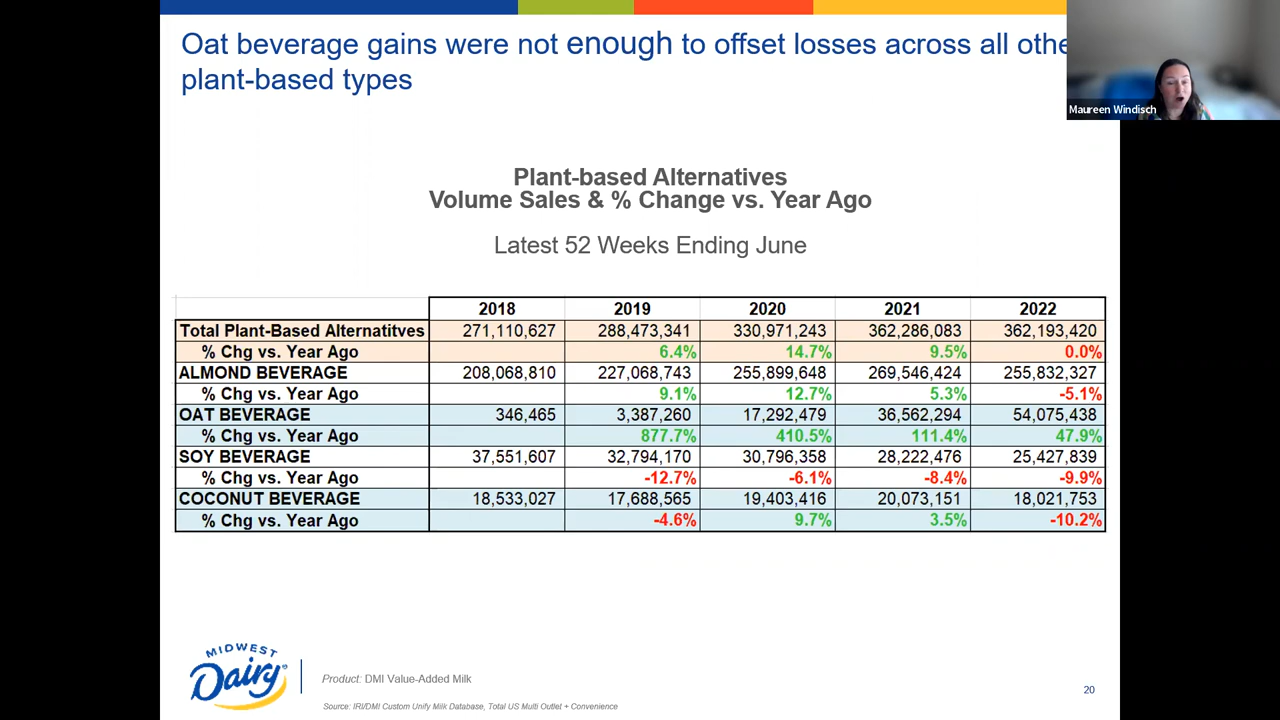 Oat beverage gains were not enough to offset losses across all othe
plant-based types
Maureen Windisch
Plant-based Alternatives
Volume Sales & % Change vs. Year Ago
Latest 52 Weeks Ending June
2018 2019 2020 2021 2022
Total Plant-Based Alternatitves 271,110,627 288,473,341 330,971,243 362,286,083 362,193,420
% Chg vs. Year Ago 6.4% 14.7% 9.5% 0.0%
ALMOND BEVERAGE 208,068,810 227,068,743 255,899,648 269,546,424 255,832,327
% Chg vs. Year Ago 9.1% 12.7% 5.3% -5.1%
OAT BEVERAGE 346,465 3,387,260 17,292,479 36,562,294 54,075,438
% Chg vs. Year Ago 877.7% 410.5% 111.4% 47.9%
SOY BEVERAGE 37,551,607 32,794,170 30,796,358 28,222,476 25,427,839
% Chg vs. Year Ago -12.7% -6.1% -8.4% -9.9%
COCONUT BEVERAGE 18,533,027 17,688,565 19,403,416 20,073,151 18,021,753
% Chg vs. Year Ago -4.6% 9.7% 3.5% -10.2%
MIDWEST
Dairy
Product: DMI Value-Added Milk
Source: IRI/DMI Custom Unify Milk Database, Total US Multi Outlet + Convenience
20